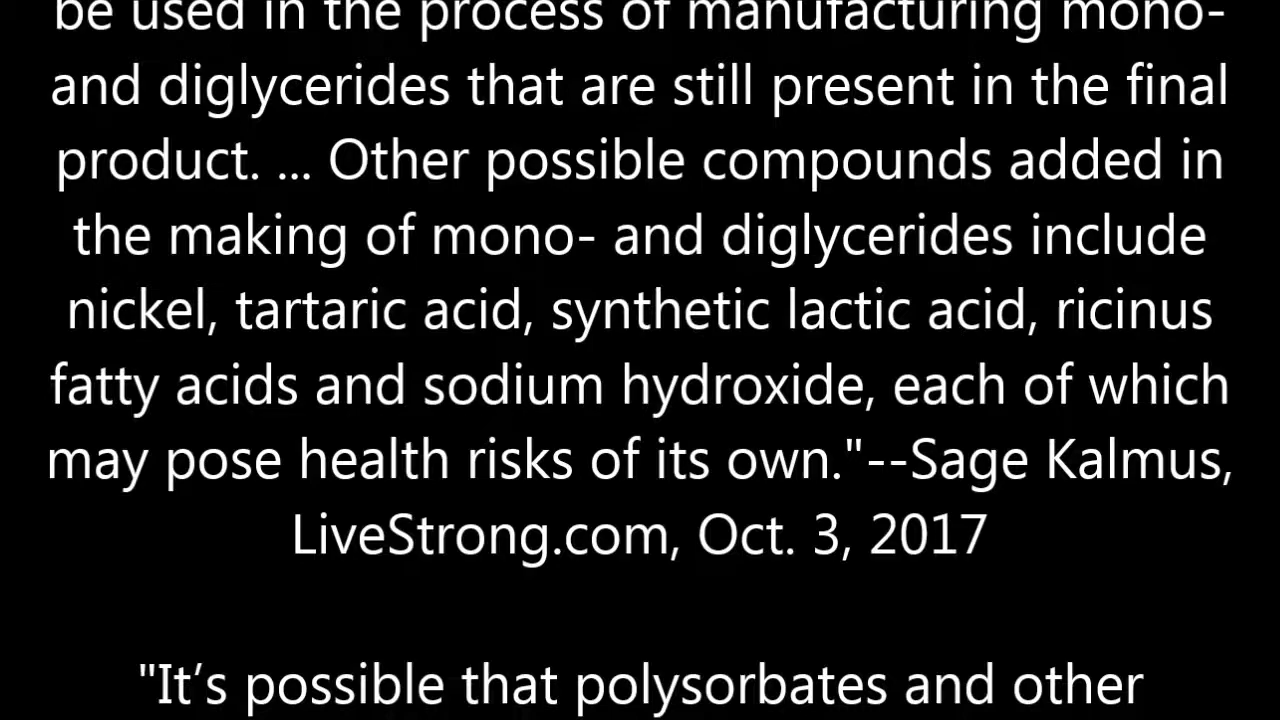 be used in the process of manufacturing mono-
and diglycerides that are still present in the final
product. ... Other possible compounds added in
the making of mono- and diglycerides include
nickel, tartaric acid, synthetic lactic acid, ricinus
fatty acids and sodium hydroxide, each of which
may pose health risks of its own."--Sage Kalmus,
LiveStrong.com, Oct. 3, 2017
"It’s possible that polysorbates and other